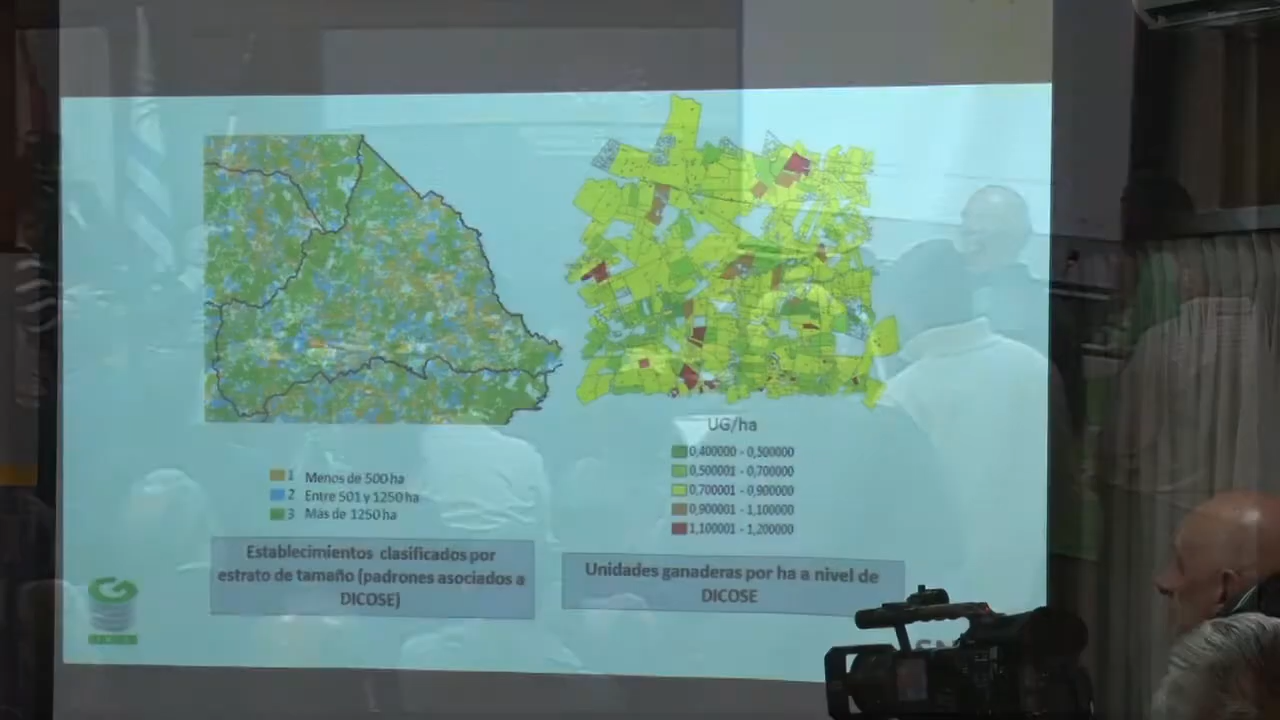 1 Menos de 500 ha
2 Entre 501 y 1250 ha
3 Más de 1250 ha
Establecimientos clasificados por
estrato de tamaño (padrones asociados a
DICOSE)
UG/ha
0,400000 - 0,500000
0,500001 - 0,700000
0,700001 - 0,900000
0,900001 - 1,100000
1,100001 - 1,200000
Unidades ganaderas por ha a nivel de
DICOSE